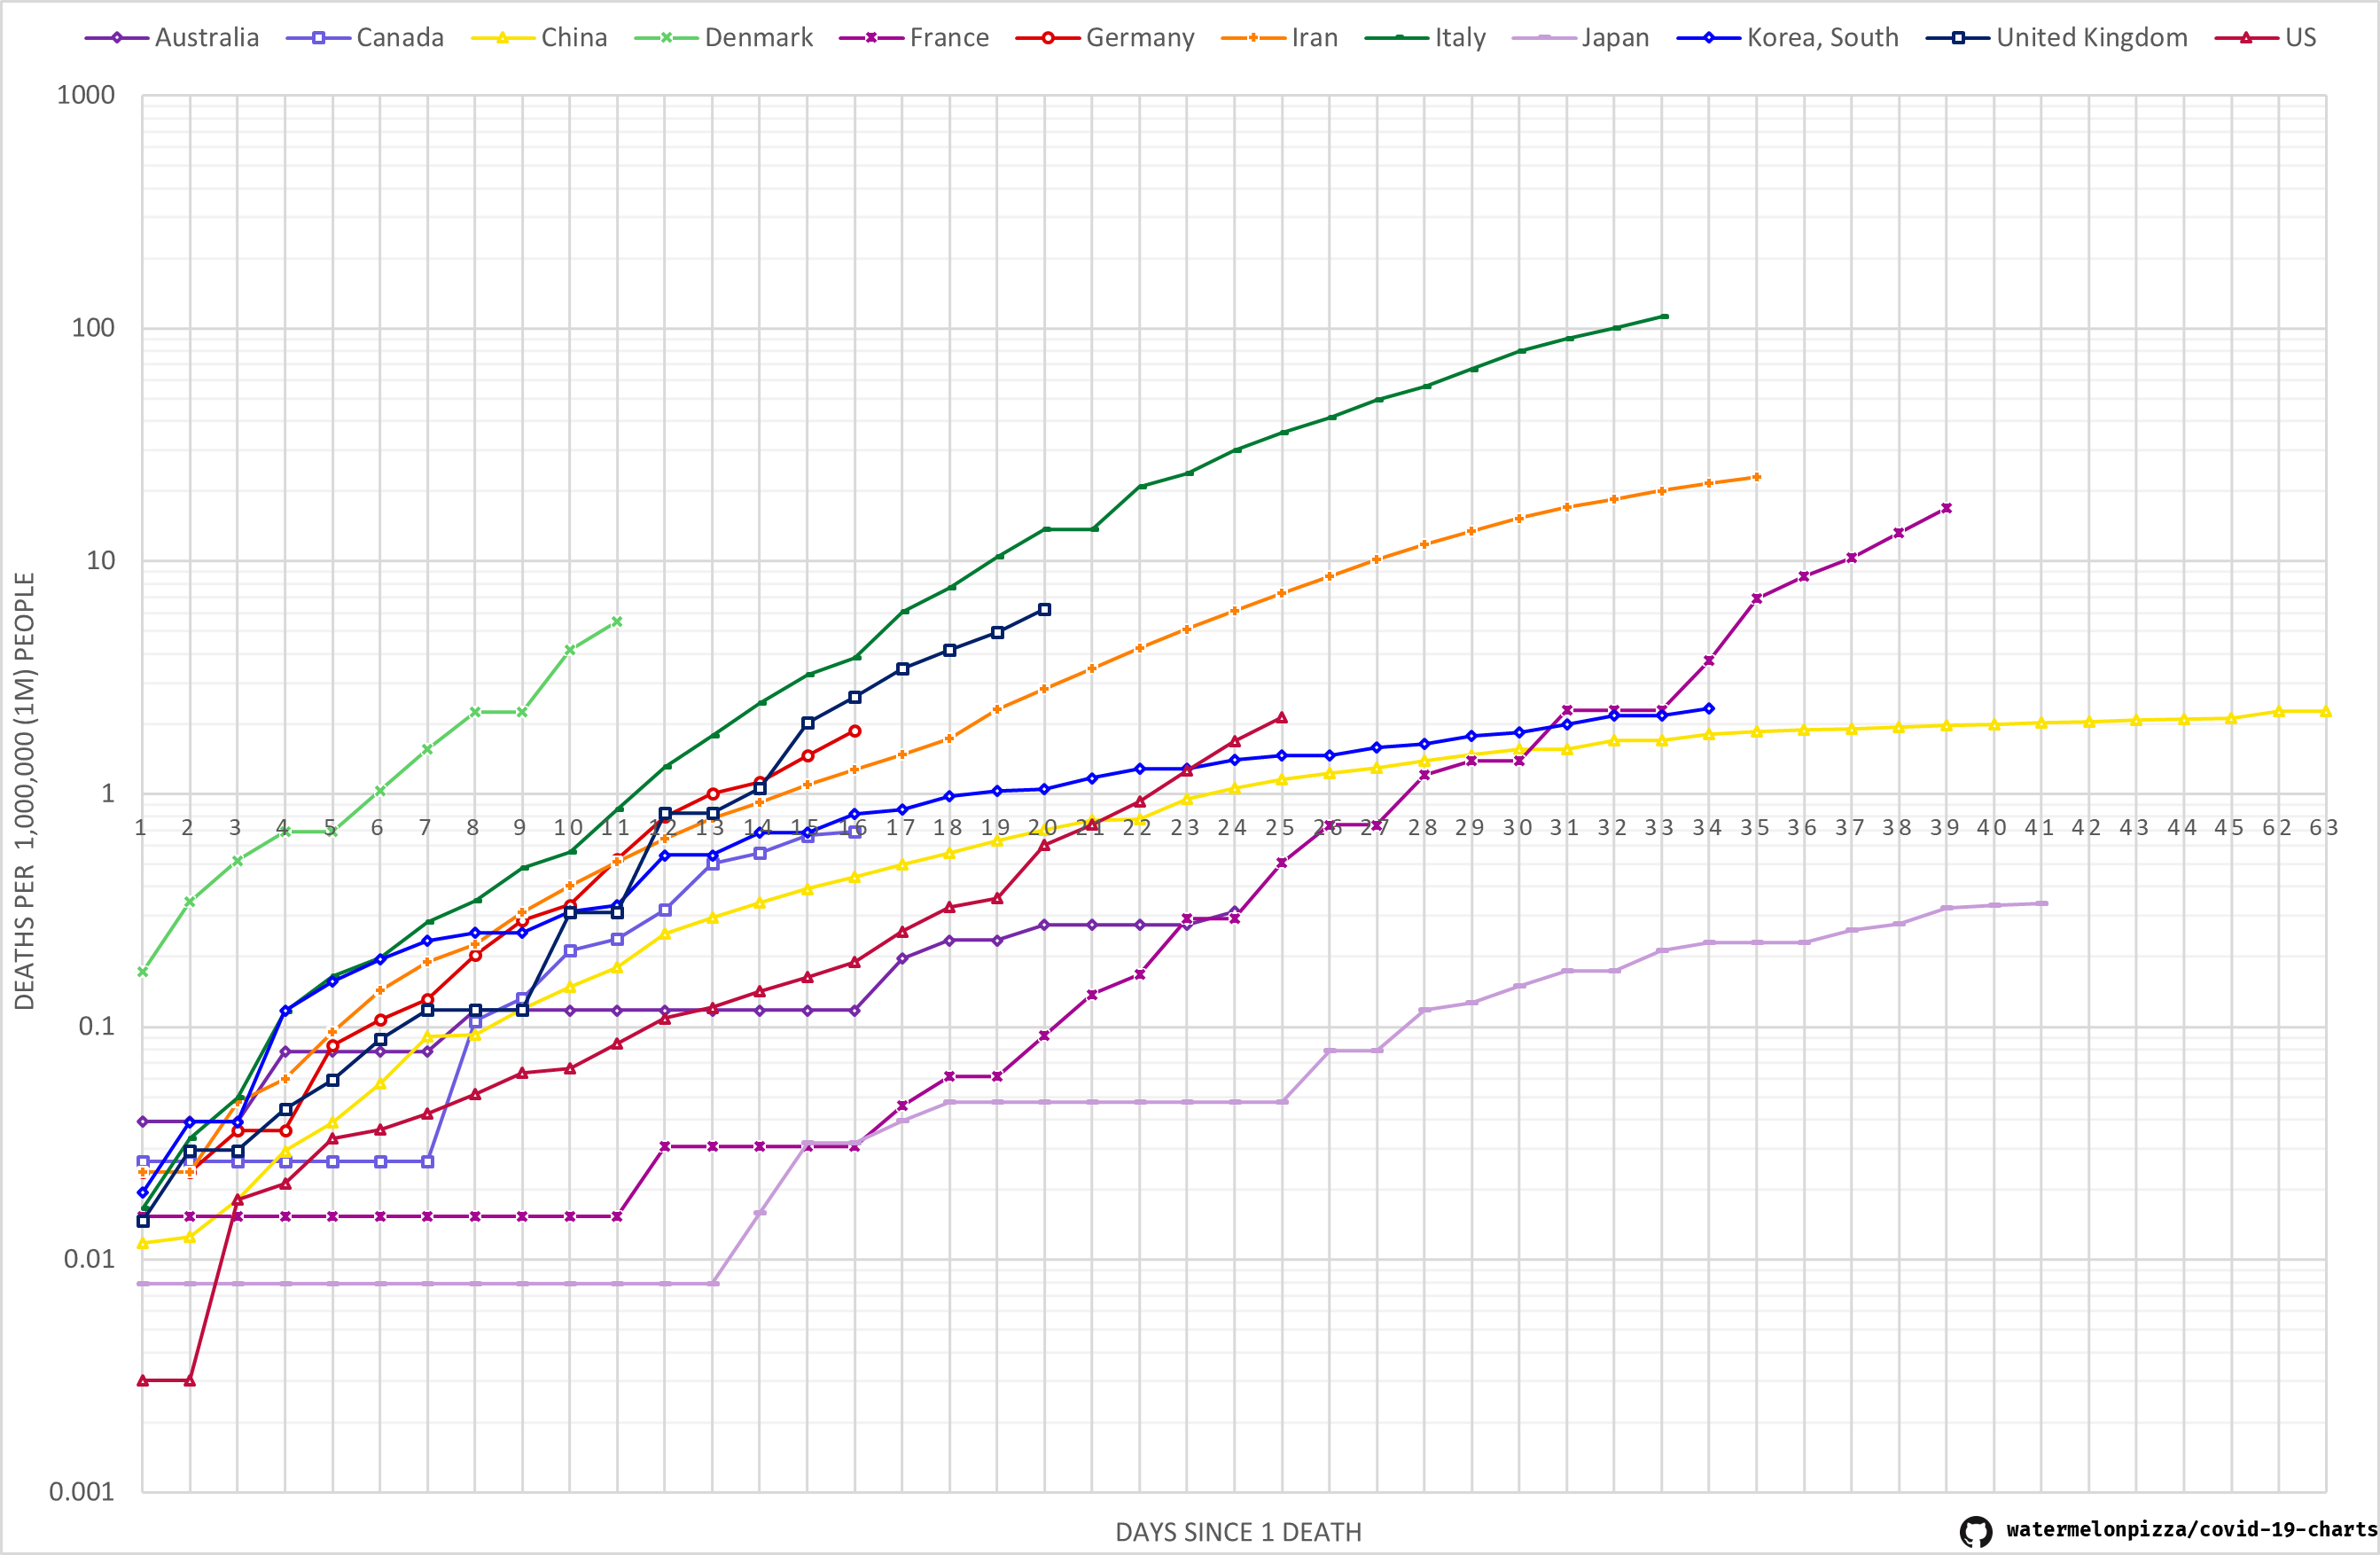 Australia Canada China Denmark France Germany Iran Italy Japan Korea, South United Kingdom US
1000
100
10
1
0.1
0.01
0.001
1 2 3 4 5 6 7 8 9 10 11 12 13 14 15 16 17 18 19 20 21 22 23 24 25 26 27 28 29 30 31 32 33 34 35 36 37 38 39 40 41 42 43 44 45 62 63
DEATHS PER 1,000,000 (1M) PEOPLE
DAYS SINCE 1 DEATH
watermelonpizza/covid-19-charts